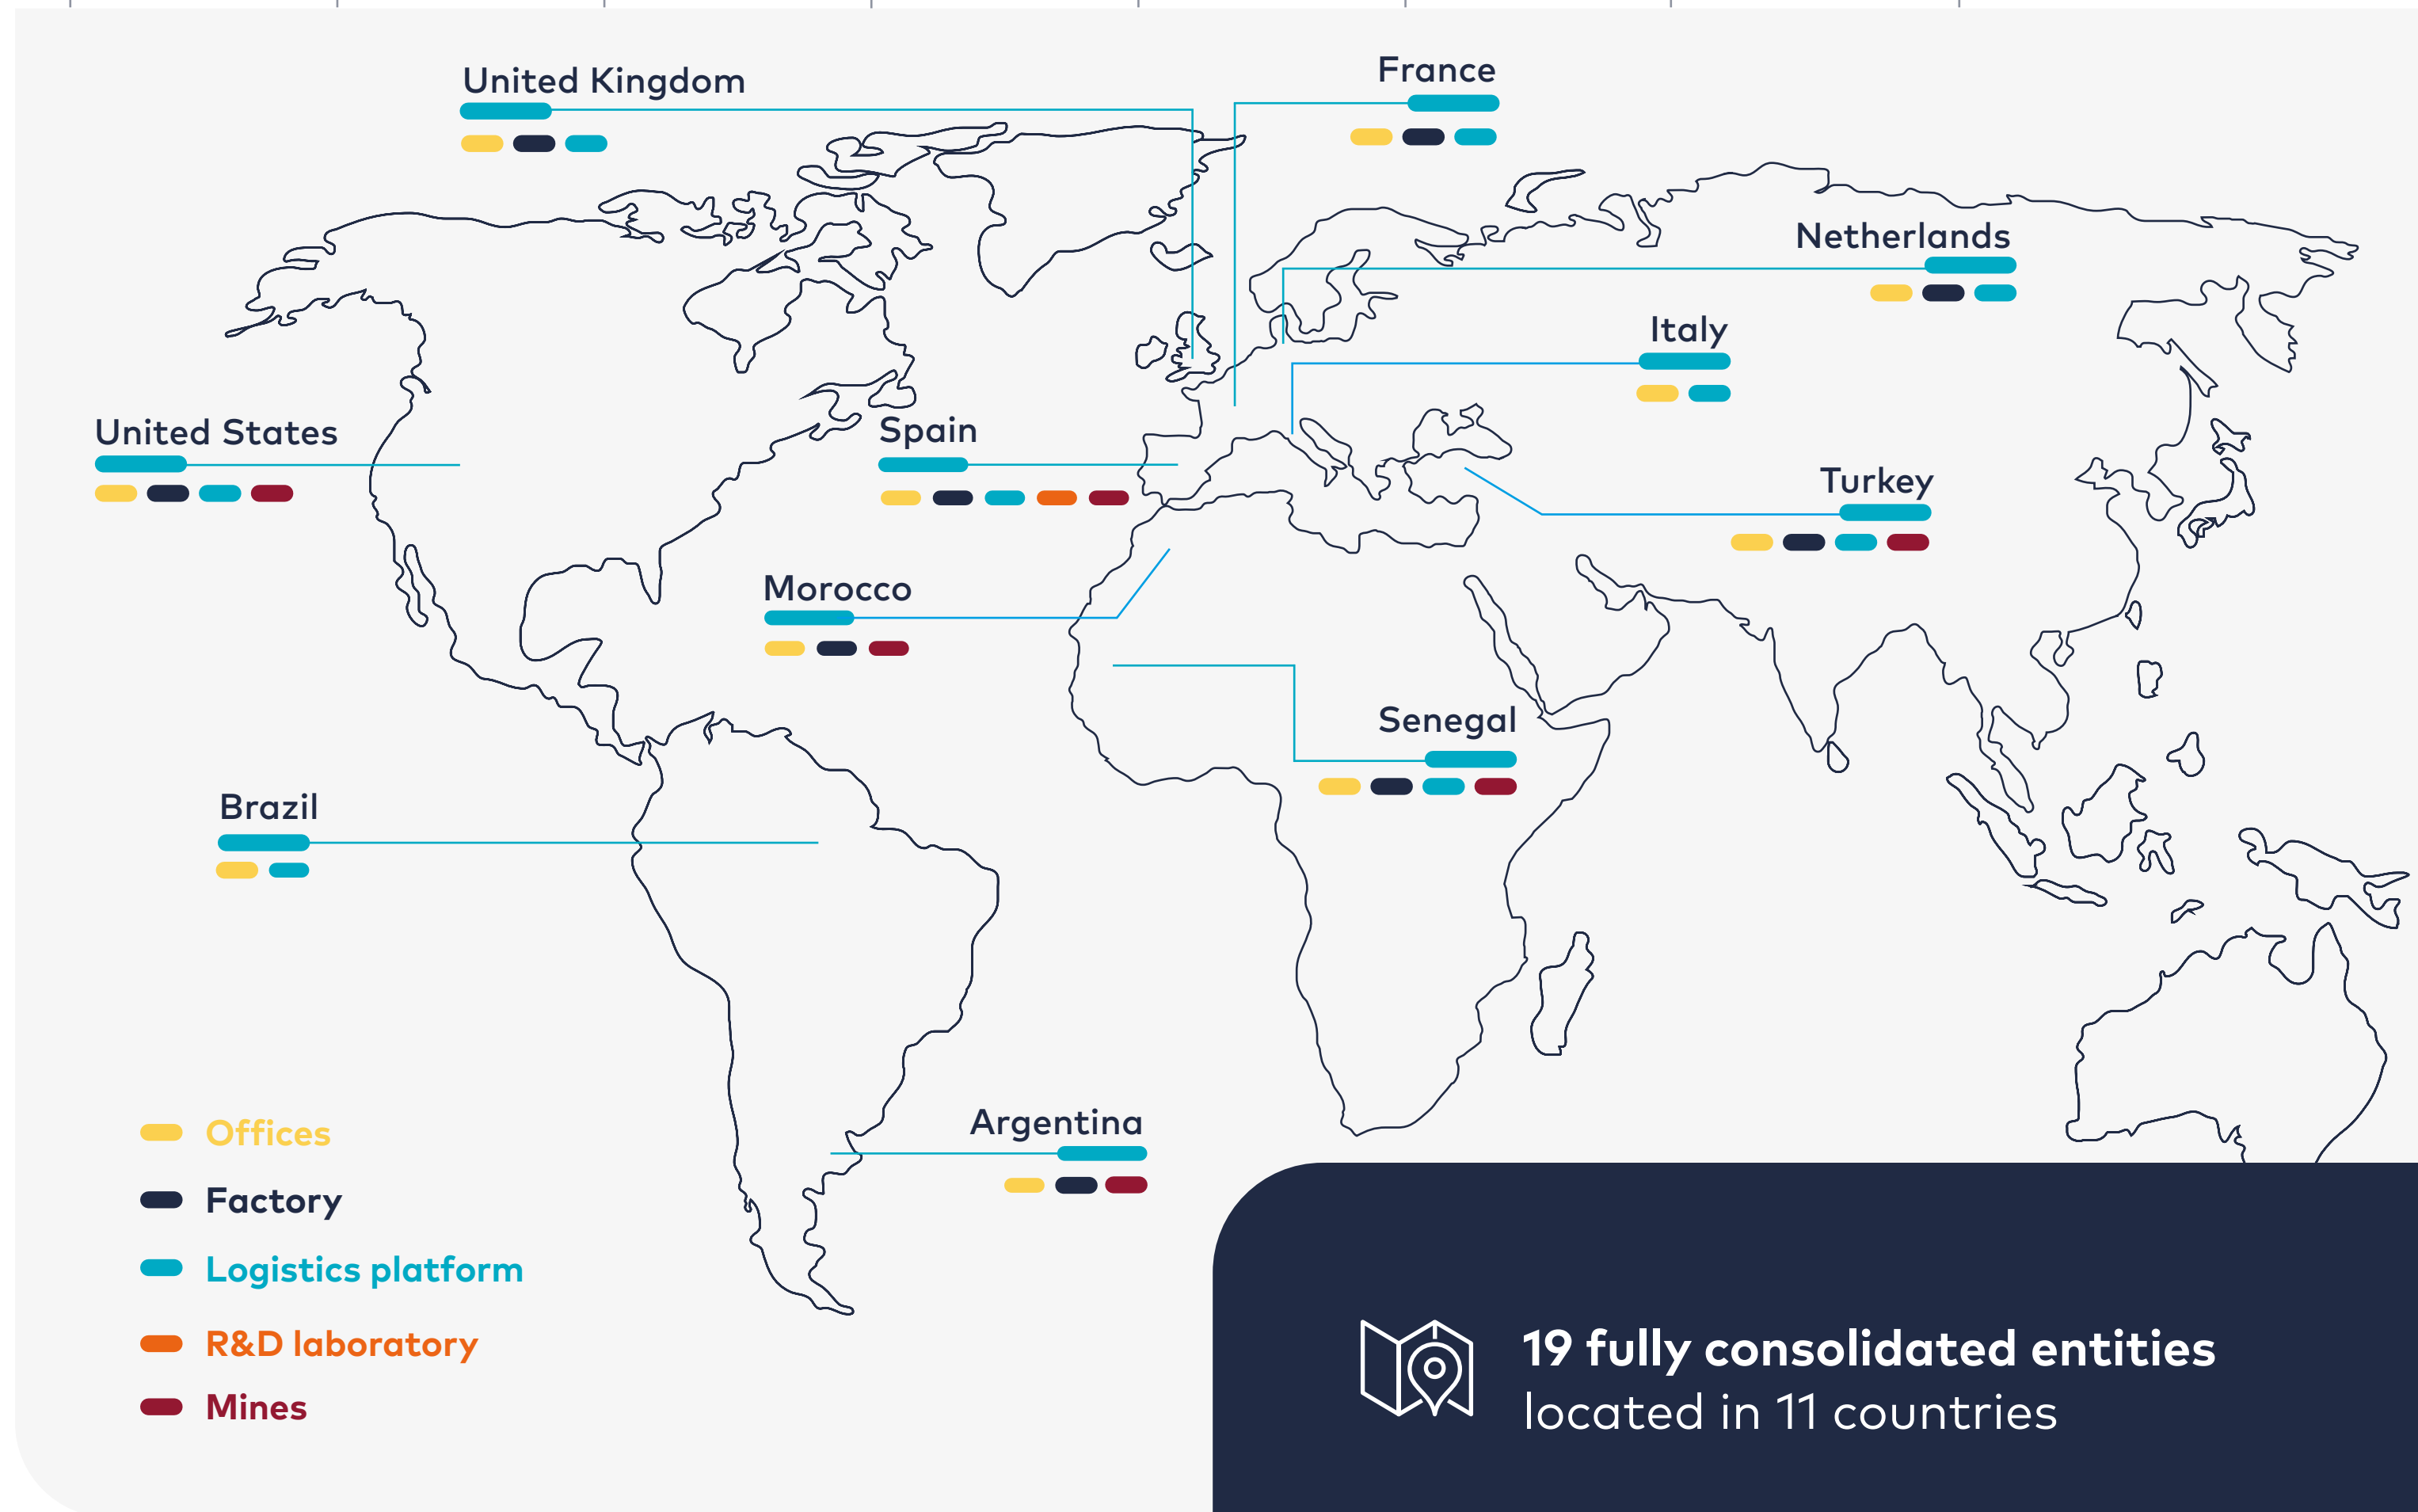 United Kingdom
France
Netherlands
Italy
United States
Spain
Turkey
Morocco
Senegal
Brazil
Argentina
Offices
Factory
Logistics platform
R&D laboratory
Mines
19 fully consolidated entities
located in 11 countries